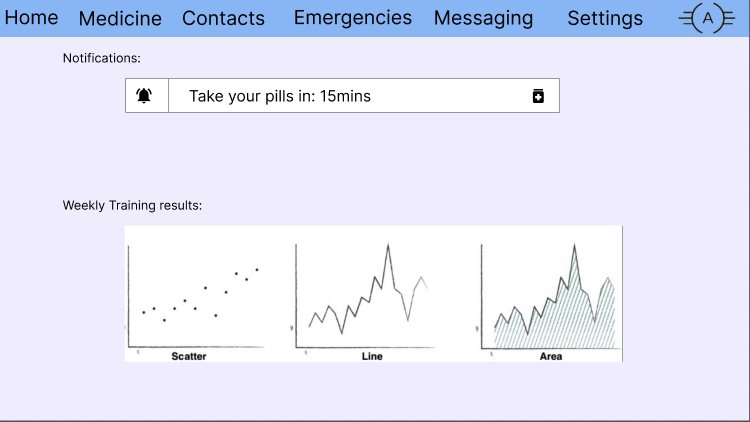 Home Medicine Contacts Emergencies Messaging Settings A
Notifications:
Take your pills in: 15mins
Weekly Training results:
Scatter Line Area